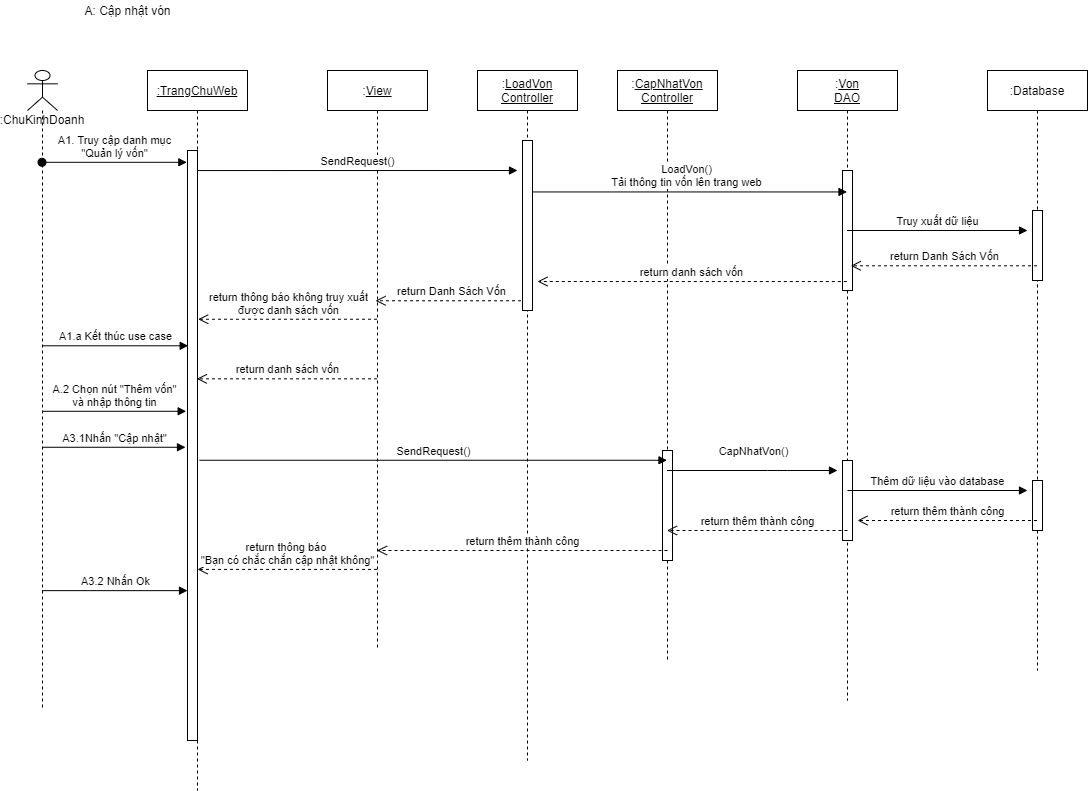 A: Cập nhật vốn
:ChuKinhDoanh
:TrangChuWeb
:View
:LoadVon
Controller
:CapNhatVon
Controller
:Von
DAO
:Database
A1. Truy cập danh mục
"Quản lý vốn"
SendRequest()
LoadVon()
Tải thông tin vốn lên trang web
Truy xuất dữ liệu
return Danh Sách Vốn
return danh sách vốn
return Danh Sách Vốn
return thông báo không truy xuất
được danh sách vốn
A1.a Kết thúc use case
return danh sách vốn
A.2 Chọn nút "Thêm vốn"
và nhập thông tin
A3.1Nhấn "Cập nhật"
SendRequest()
CapNhatVon()
Thêm dữ liệu vào database
return thêm thành công
return thêm thành công
return thêm thành công
return thông báo
"Bạn có chắc chắn cập nhật không"
A3.2 Nhấn Ok